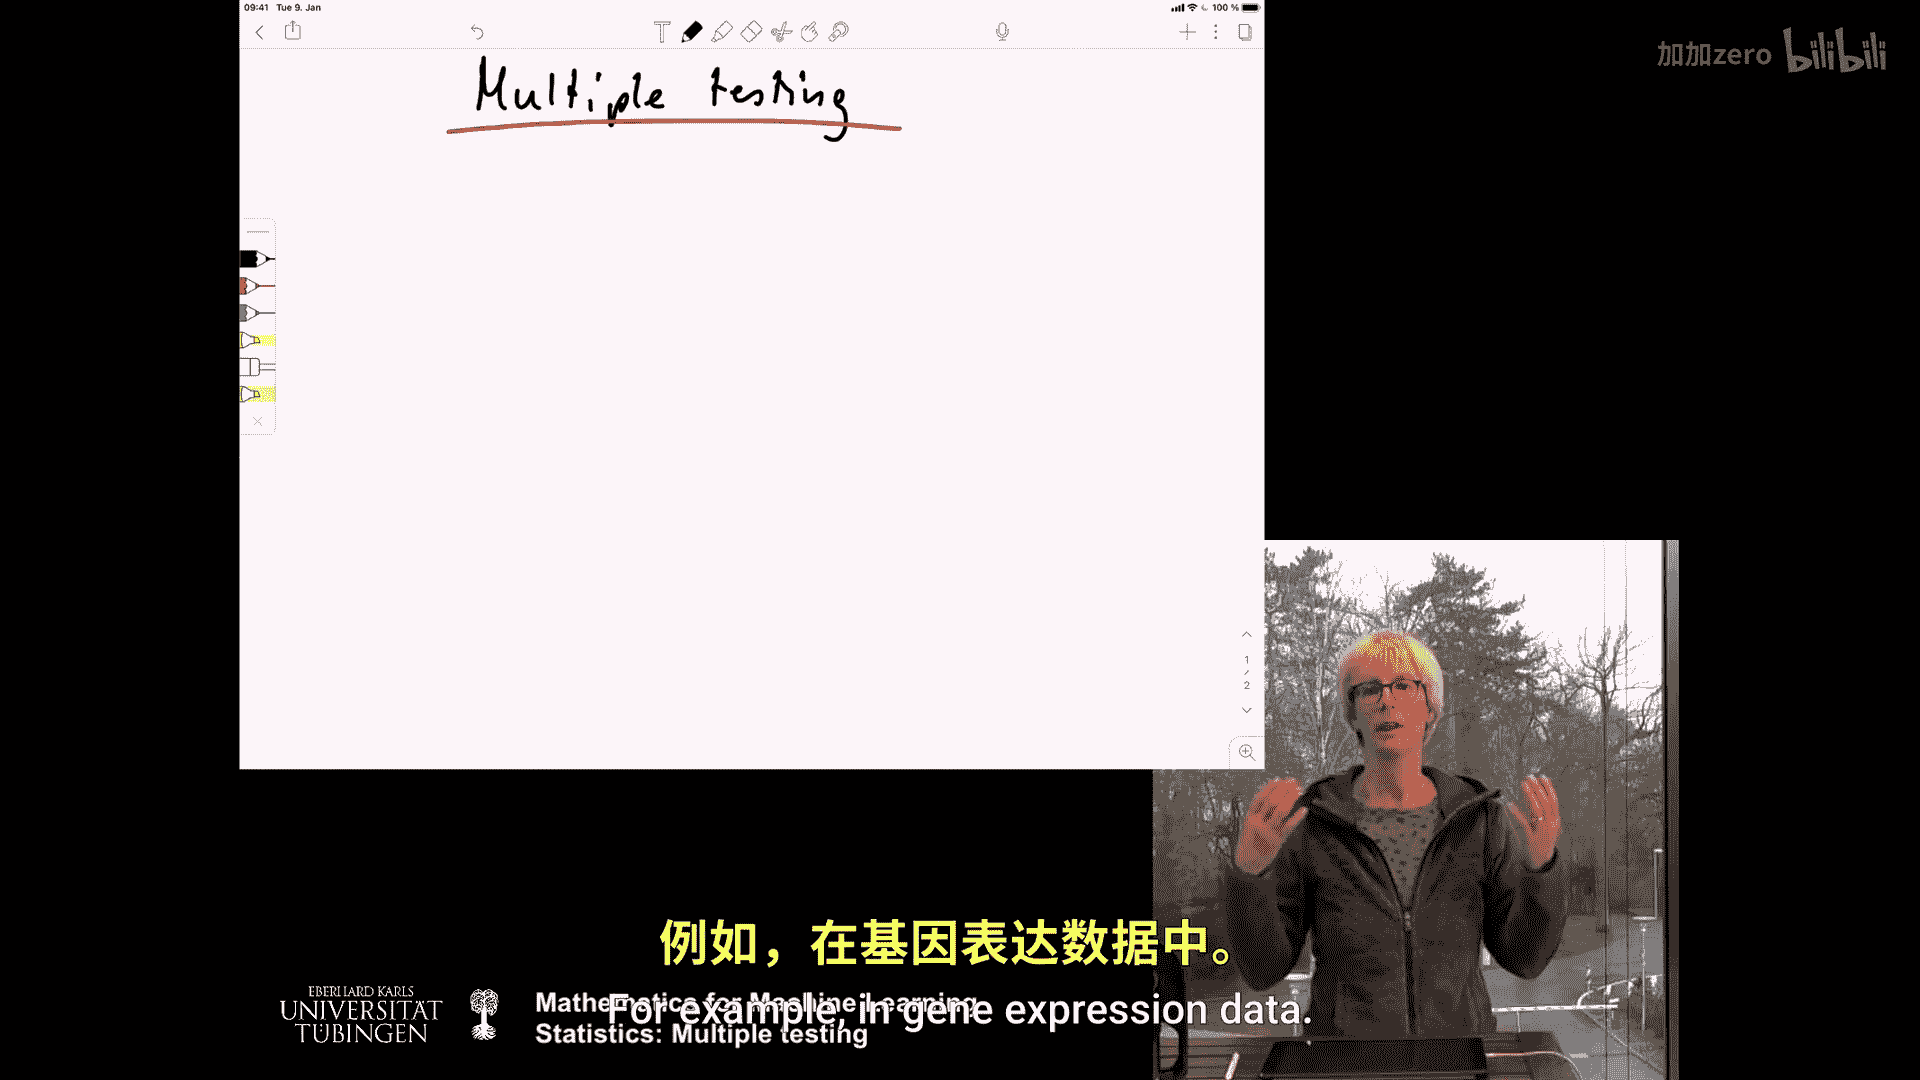 09:41 Tue 9. Jan
100 %
加加zero bilibili
Multiple testing
1
/
2
例如，在基因表达数据中。
For example, in gene expression data.
EBERHARD KARLS
UNIVERSITÄT
TÜBINGEN
Mathematics for Machine Learning
Statistics: Multiple testing